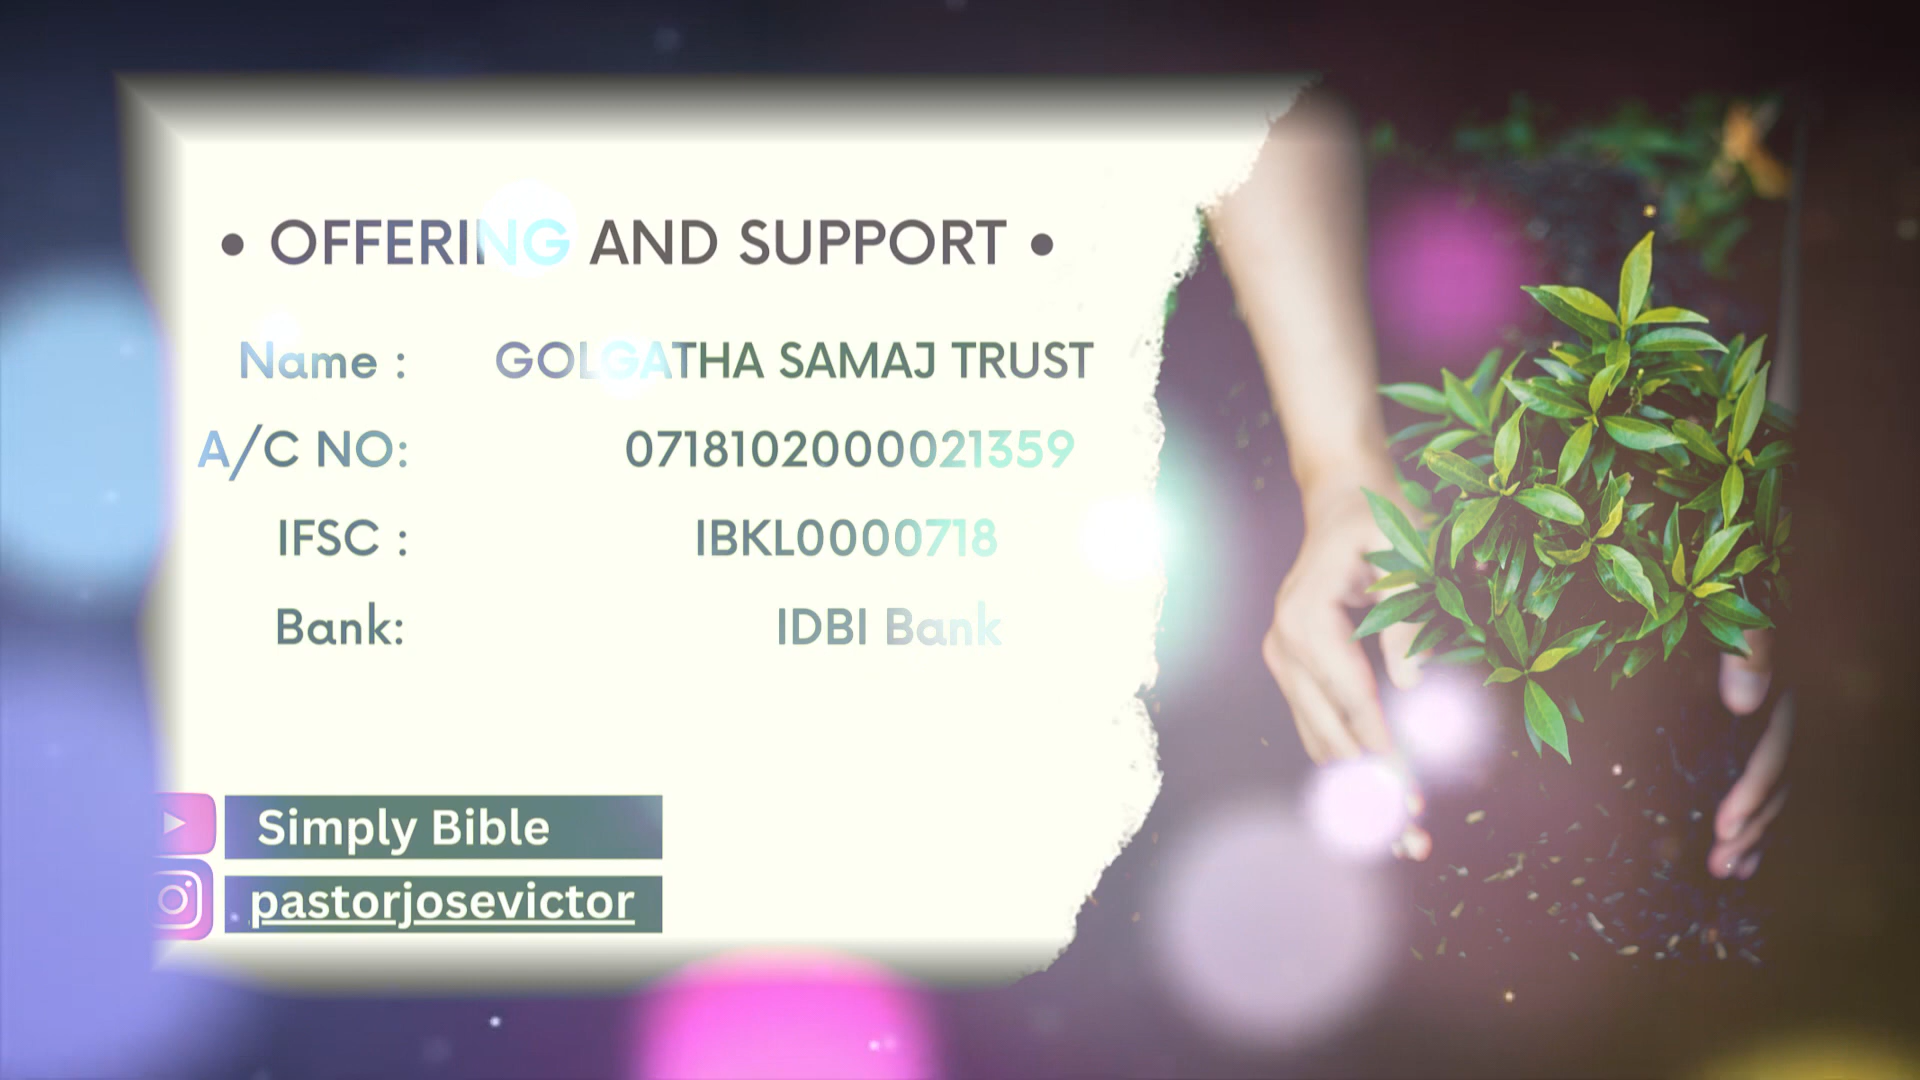 • OFFERING AND SUPPORT •
Name : GOLGATHA SAMAJ TRUST
A/C NO: 0718102000021359
IFSC : IBKL0000718
Bank: IDBI Bank
Simply Bible
pastorjosevictor